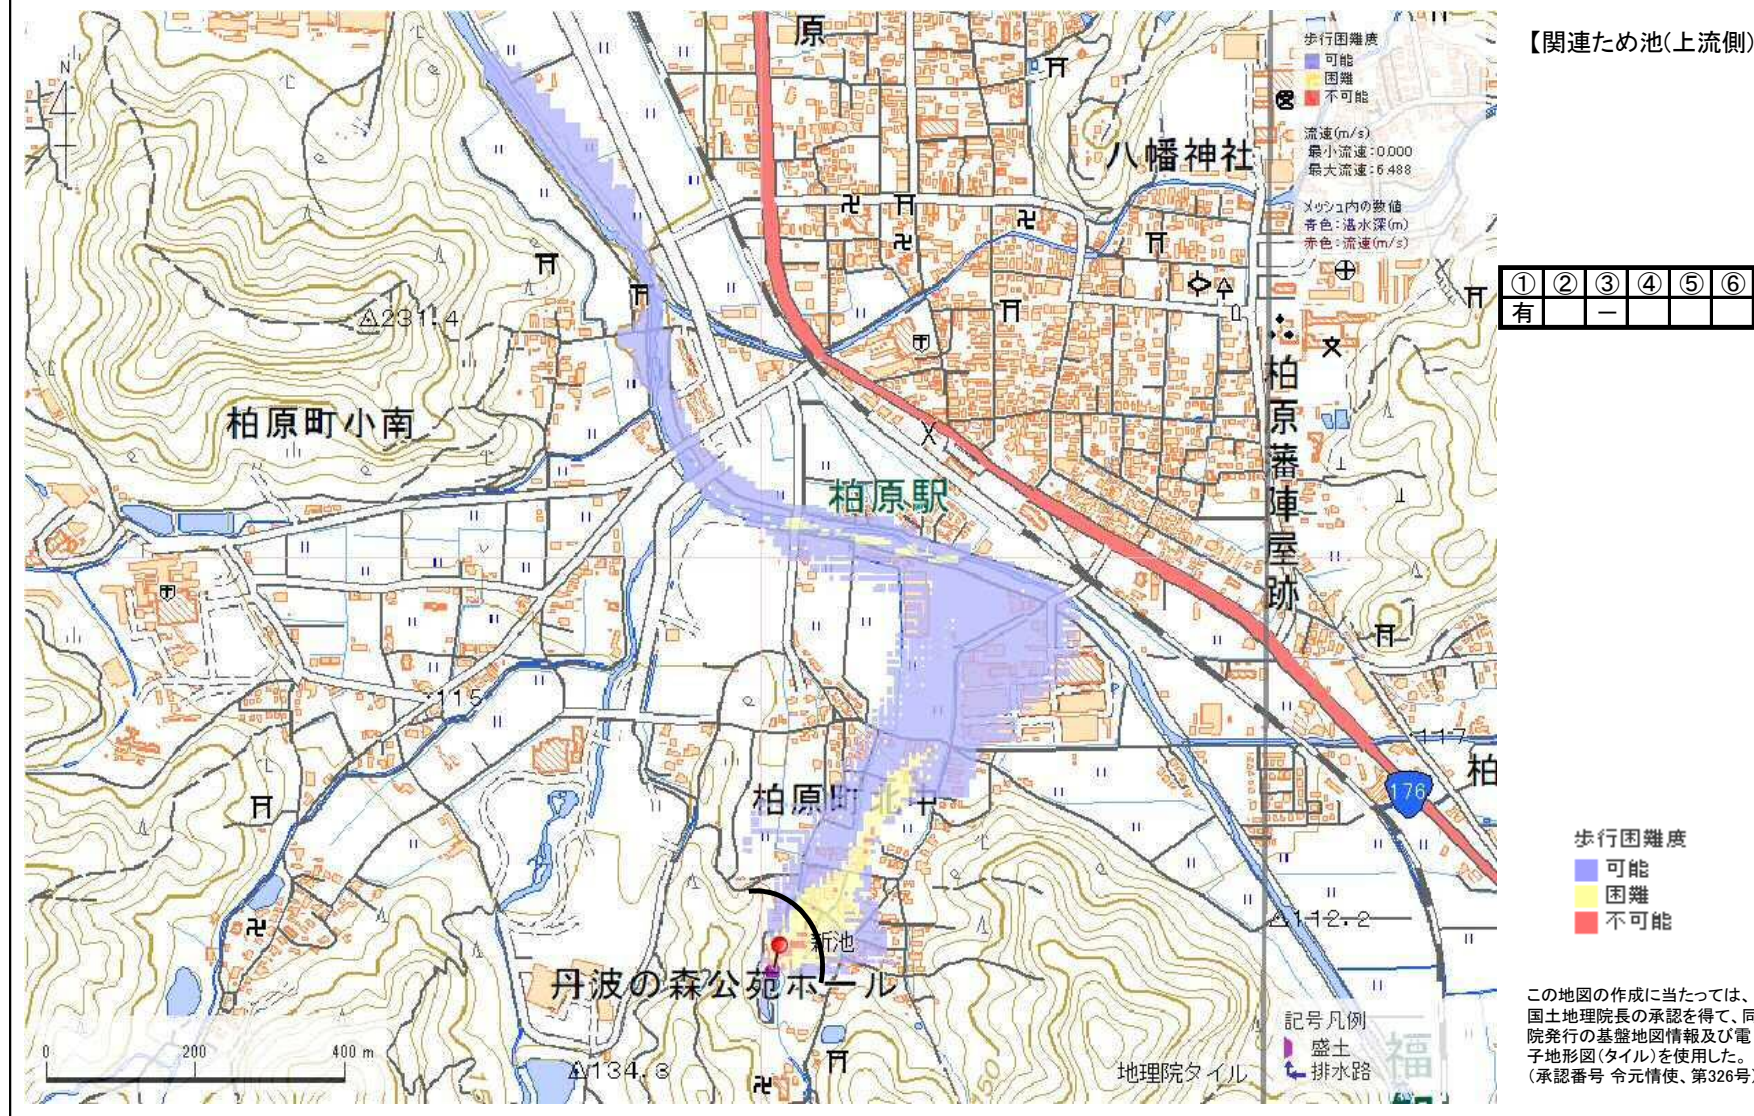 【関連ため池(上流側)
原
N
八幡神社
歩行困難度
可能
困難
不可能
流速(m/s)
最小流速:0.000
最大流速:6.488
メッシュ内の数値
青色:湛水深(m)
赤色:流速(m/s)
① ② ③ ④ ⑤ ⑥
有 －
231.4
柏原町小南
柏原駅
柏原藩陣屋跡
115
117
柏
176
柏原町北中
歩行困難度
可能
困難
不可能
112.2
新池
丹波の森公苑ホール
この地図の作成に当たっては、
国土地理院長の承認を得て、同
院発行の基盤地図情報及び電
子地形図(タイル)を使用した。
(承認番号 令元情使、第326号)
記号凡例
盛土
排水路
福
地理院タイル
0 200 400 m
134.3